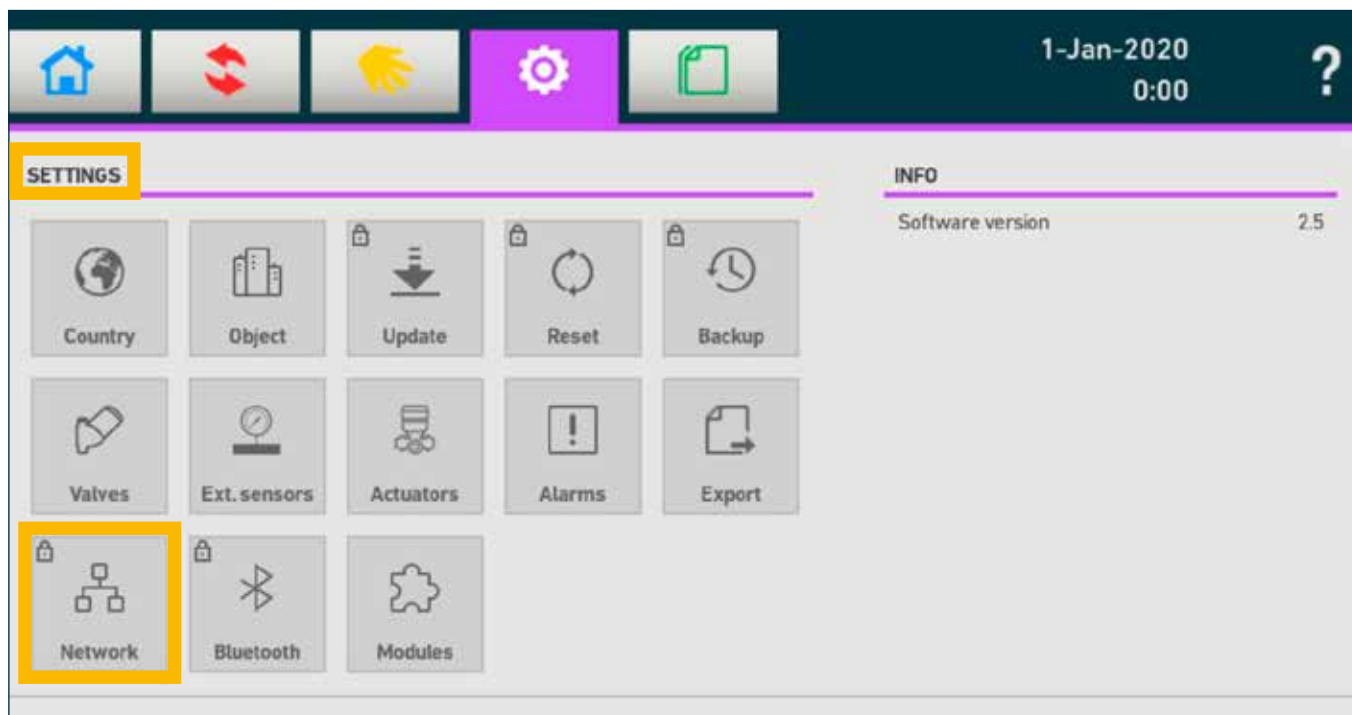 1-Jan-2020
0:00
?
SETTINGS
INFO
Software version 2.5
Country Object Update Reset Backup
Valves Ext. sensors Actuators Alarms Export
Network Bluetooth Modules